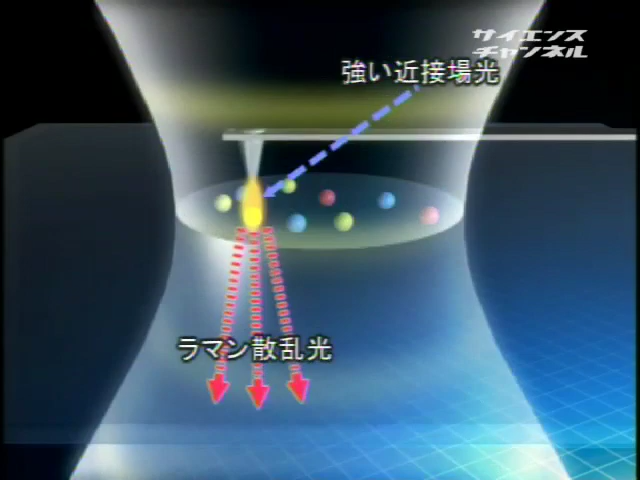 サイエンス
チャンネル
強い近接場光
ラマン散乱光